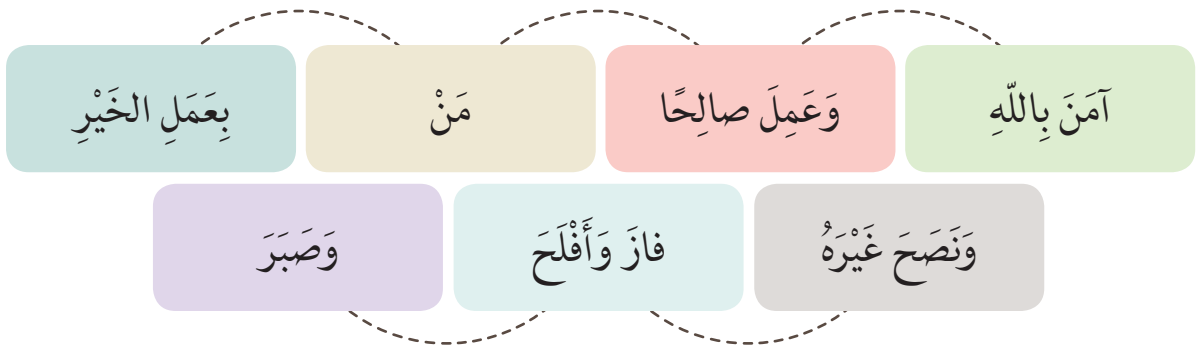 آمَنَ بِاللّهِ
وَعَمِلَ صالِحًا
مَنْ
بِعَمَلِ الخَيْرِ
وَنَصَحَ غَيْرَهُ
فازَ وَأَفْلَحَ
وَصَبَرَ